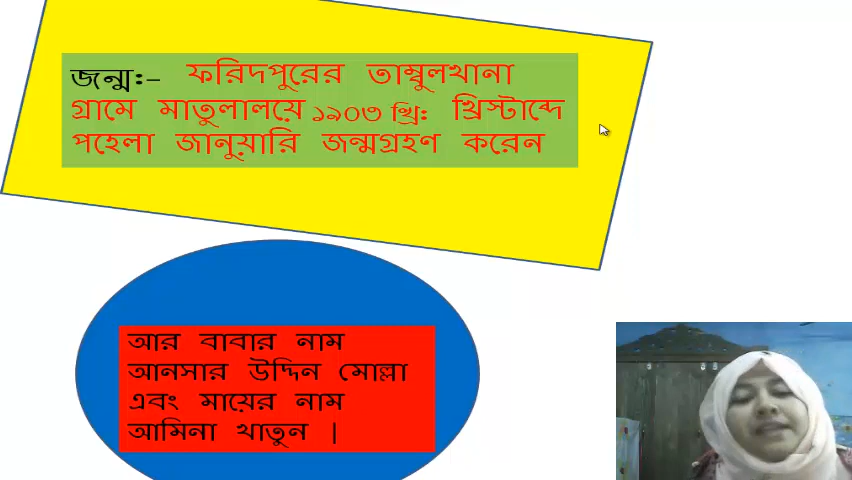 জন্ম:- ফরিদপুরের তাম্বুলখানা
গ্রামে মাতুলালয়ে ১৯০৩ খ্রি: খ্রিস্টাব্দে
পহেলা জানুয়ারি জন্মগ্রহণ করেন
আর বাবার নাম
আনসার উদ্দিন মোল্লা
এবং মায়ের নাম
আমিনা খাতুন |